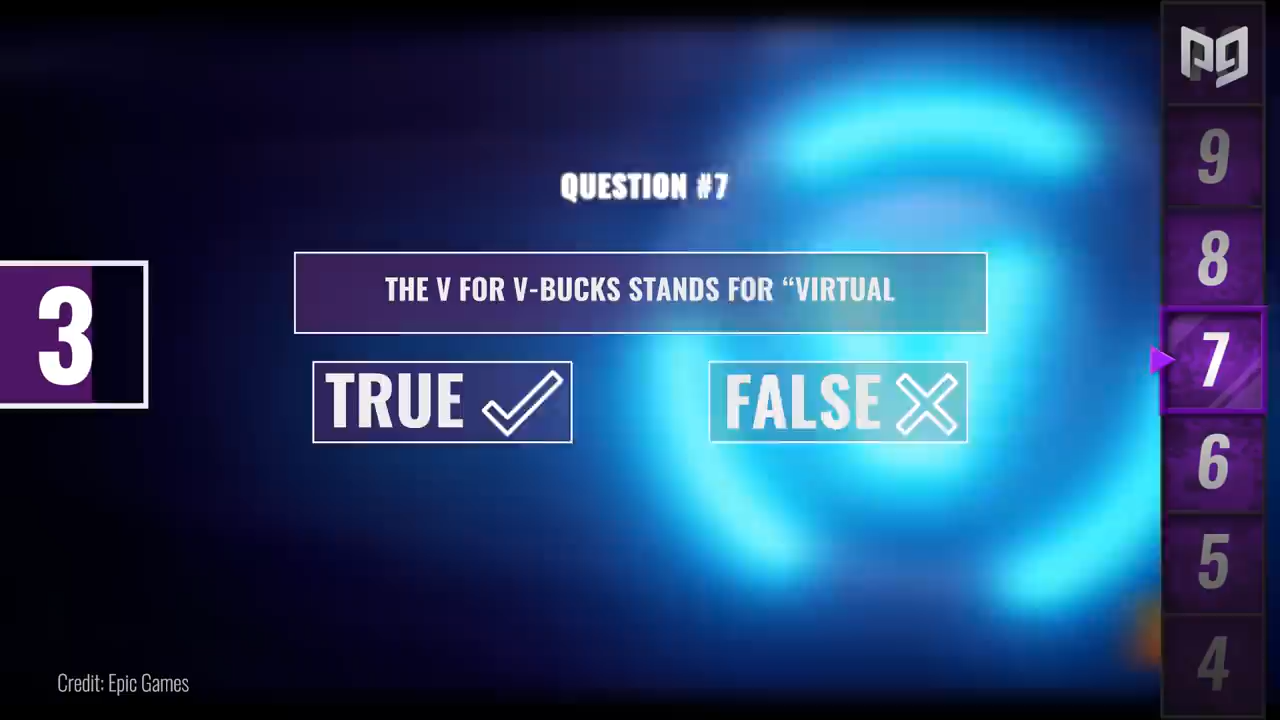 PG
9
QUESTION #7
8
THE V FOR V-BUCKS STANDS FOR “VIRTUAL
3
7
TRUE
FALSE
6
5
4
Credit: Epic Games